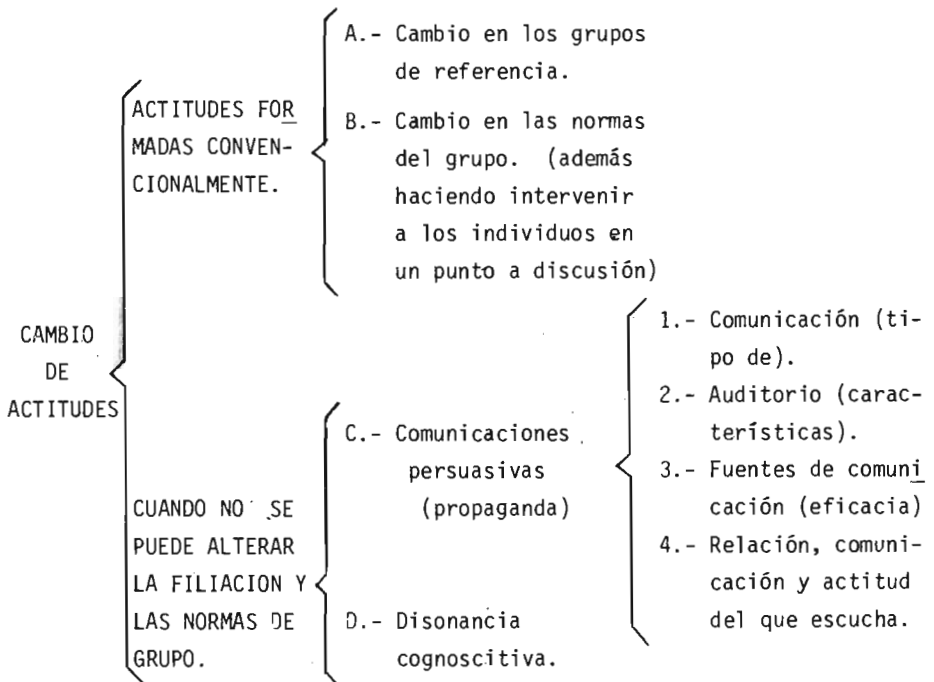 CAMBIO
DE
ACTITUDES
ACTITUDES FOR
MADAS CONVEN-
CIONALMENTE.
A.- Cambio en los grupos
de referencia.
B.- Cambio en las normas
del grupo. (además
haciendo intervenir
a los individuos en
un punto a discusión)
CUANDO NO SE
PUEDE ALTERAR
LA FILIACION Y
LAS NORMAS DE
GRUPO.
C.- Comunicaciones
persuasivas
(propaganda)
1.- Comunicación (ti-
po de).
2.- Auditorio (carac-
terísticas).
3.- Fuentes de comuni
cación (eficacia)
4.- Relación, comuni-
cación y actitud
del que escucha.
D.- Disonancia
cognoscitiva.